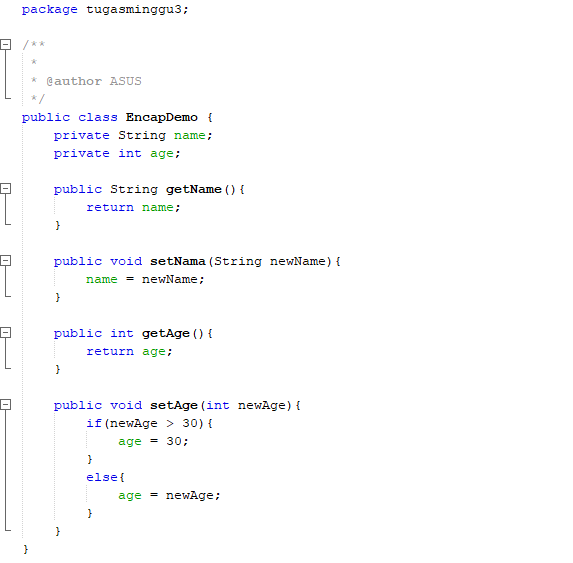 package tugasminggu3;
/**
 *
 * @author ASUS
 */
public class EncapDemo {
    private String name;
    private int age;
    public String getName(){
        return name;
    }
    public void setNama(String newName){
        name = newName;
    }
    public int getAge(){
        return age;
    }
    public void setAge(int newAge){
        if(newAge > 30){
            age = 30;
        }
        else{
            age = newAge;
        }
    }
}